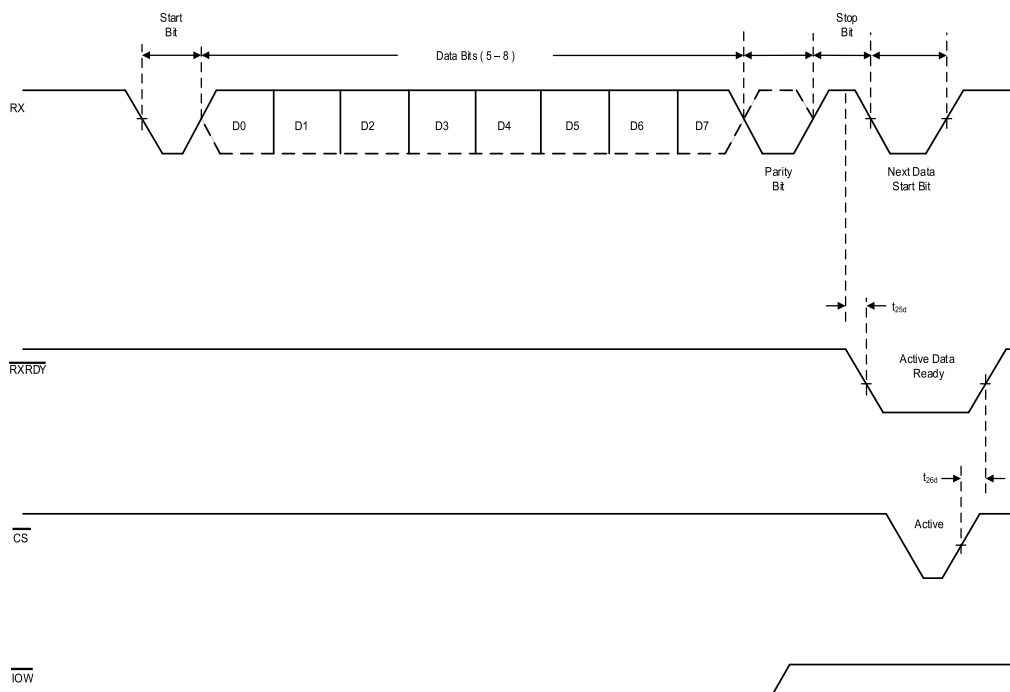 Start
Bit
Stop
Bit
Data Bits ( 5 – 8 )
RX
D0
D1
D2
D3
D4
D5
D6
D7
Parity
Bit
Next Data
Start Bit
t25d
RXRDY
Active Data
Ready
t26d
CS
Active
IOW